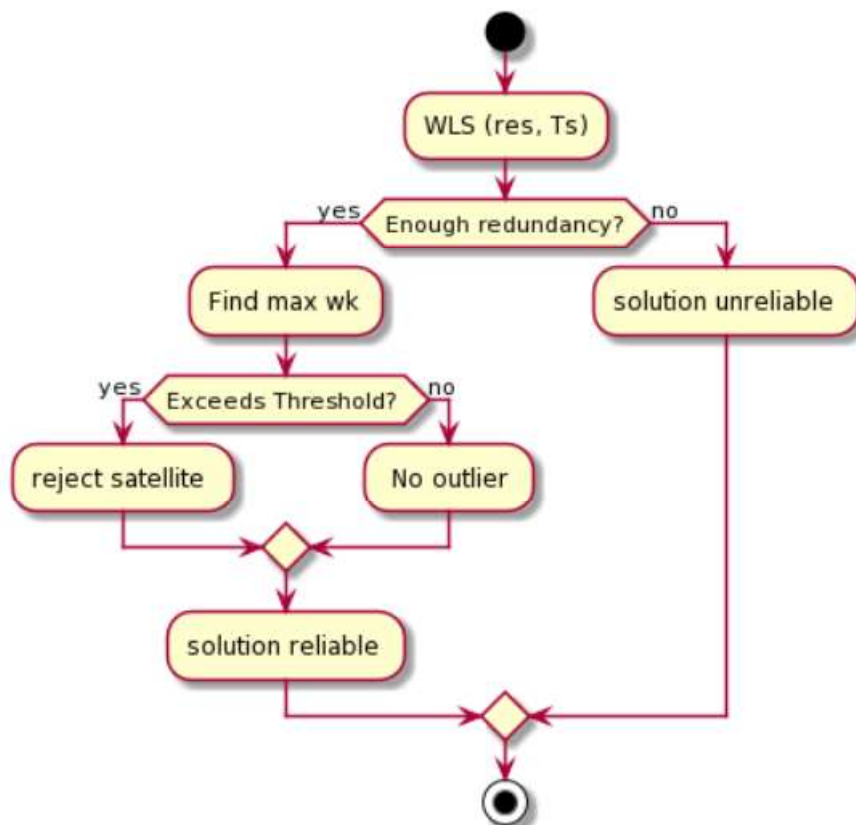 WLS (res, Ts)
yes
Enough redundancy?
no
Find max wk
solution unreliable
yes
Exceeds Threshold?
no
reject satellite
No outlier
solution reliable